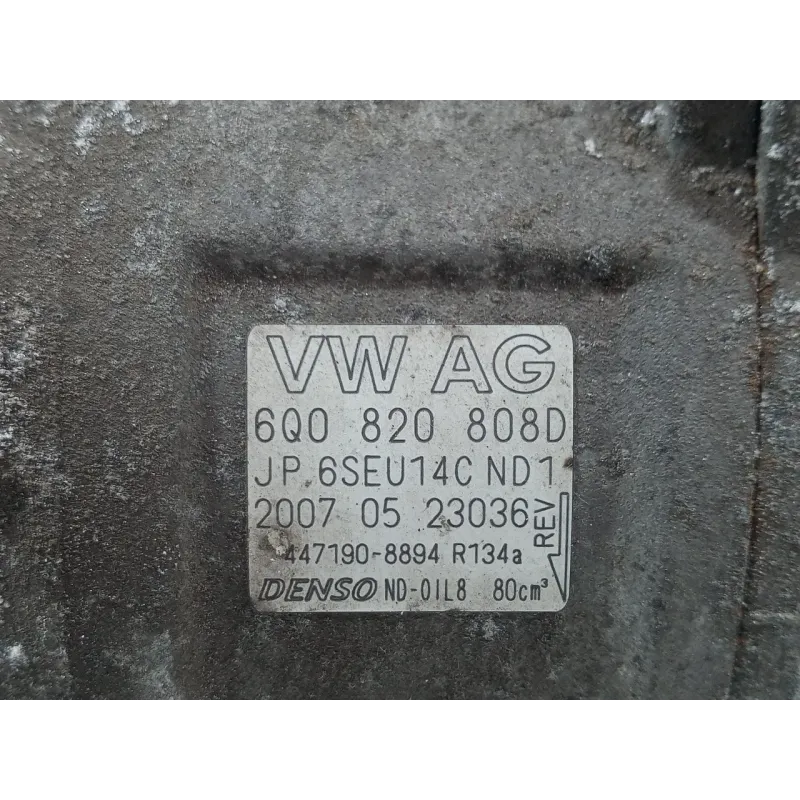 VW AG
6Q0 820 808D
JP 6SEU14C ND1
2007 05 23036
REV
447190-8894 R134a
DENSO ND-OIL8 80cm³